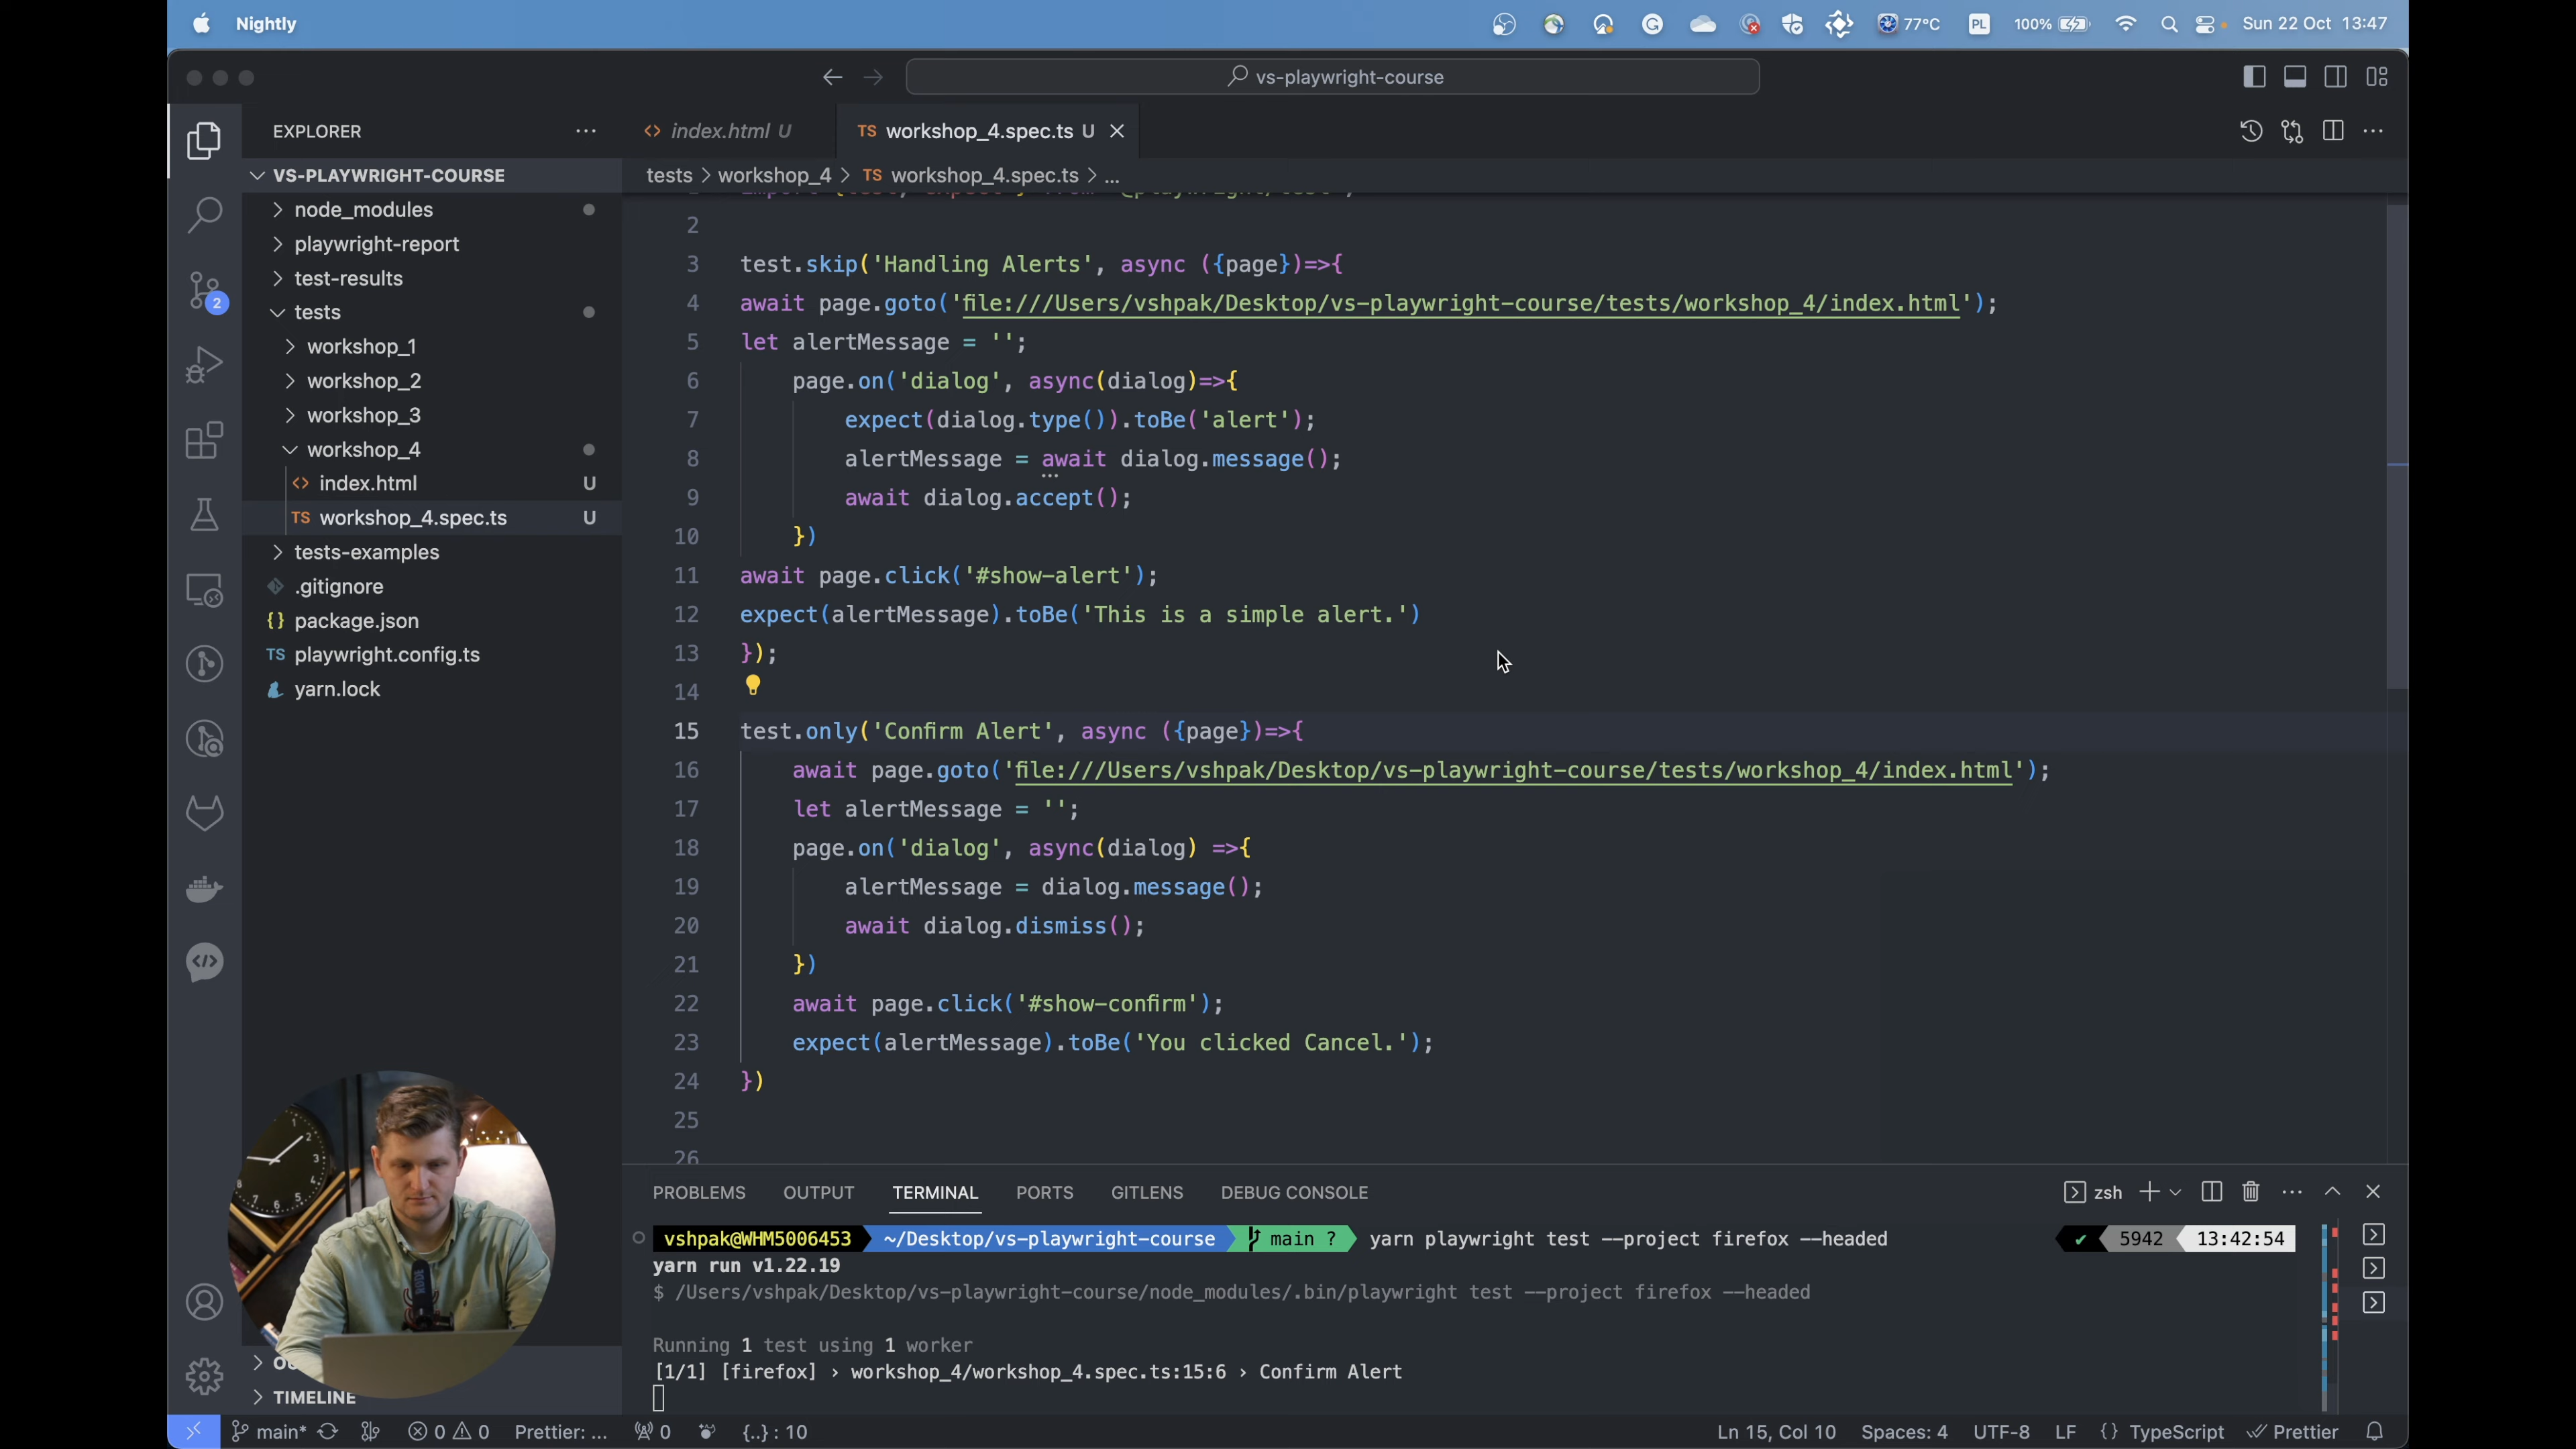 Nightly
77°C
PL
100%
Sun 22 Oct 13:47
vs-playwright-course
EXPLORER
index.html U
TS workshop_4.spec.ts U
VS-PLAYWRIGHT-COURSE
tests > workshop_4 > TS workshop_4.spec.ts > ...
node_modules
playwright-report
test-results
tests
workshop_1
workshop_2
workshop_3
workshop_4
index.html U
TS workshop_4.spec.ts U
tests-examples
.gitignore
{} package.json
TS playwright.config.ts
yarn.lock
2
2
3 test.skip('Handling Alerts', async ({page})=>{
4 await page.goto('file:///Users/vshpak/Desktop/vs-playwright-course/tests/workshop_4/index.html');
5 let alertMessage = '';
6 page.on('dialog', async(dialog)=>{
7 expect(dialog.type()).toBe('alert');
8 alertMessage = await dialog.message();
9 await dialog.accept();
10 })
11 await page.click('#show-alert');
12 expect(alertMessage).toBe('This is a simple alert.')
13 });
14
15 test.only('Confirm Alert', async ({page})=>{
16 await page.goto('file:///Users/vshpak/Desktop/vs-playwright-course/tests/workshop_4/index.html');
17 let alertMessage = '';
18 page.on('dialog', async(dialog) =>{
19 alertMessage = dialog.message();
20 await dialog.dismiss();
21 })
22 await page.click('#show-confirm');
23 expect(alertMessage).toBe('You clicked Cancel.');
24 })
25
26
PROBLEMS OUTPUT TERMINAL PORTS GITLENS DEBUG CONSOLE
zsh
vshpak@WHM5006453 ~/Desktop/vs-playwright-course main ? yarn playwright test --project firefox --headed ✔ 5942 13:42:54
yarn run v1.22.19
$ /Users/vshpak/Desktop/vs-playwright-course/node_modules/.bin/playwright test --project firefox --headed
Running 1 test using 1 worker
[1/1] [firefox] › workshop_4/workshop_4.spec.ts:15:6 › Confirm Alert
TIMELINE
main* 0 0 Prettier: ... 0 {..} : 10
Ln 15, Col 10 Spaces: 4 UTF-8 LF {} TypeScript Prettier